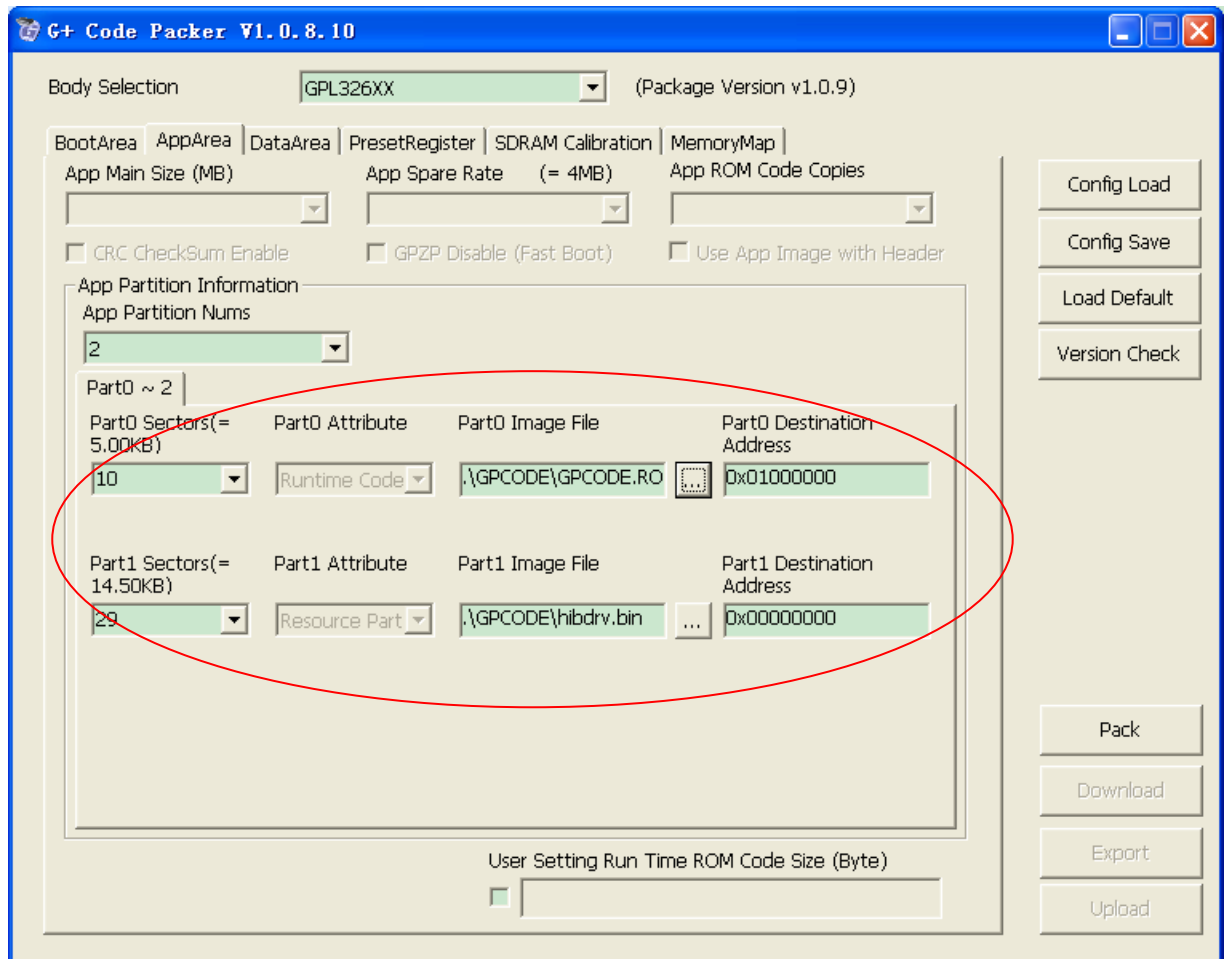 G+ Code Packer V1.0.8.10
Body Selection GPL326XX (Package Version v1.0.9)
BootArea AppArea DataArea PresetRegister SDRAM Calibration MemoryMap
App Main Size (MB) App Spare Rate (= 4MB) App ROM Code Copies
CRC CheckSum Enable GPZP Disable (Fast Boot) Use App Image with Header
App Partition Information
App Partition Nums
2
Part0 ~ 2
Part0 Sectors(= 5.00KB) Part0 Attribute Part0 Image File Part0 Destination Address
10 Runtime Code .\GPCODE\GPCODE.RO ... 0x01000000
Part1 Sectors(= 14.50KB) Part1 Attribute Part1 Image File Part1 Destination Address
29 Resource Part .\GPCODE\hibdrv.bin ... 0x00000000
User Setting Run Time ROM Code Size (Byte)
Config Load
Config Save
Load Default
Version Check
Pack
Download
Export
Upload